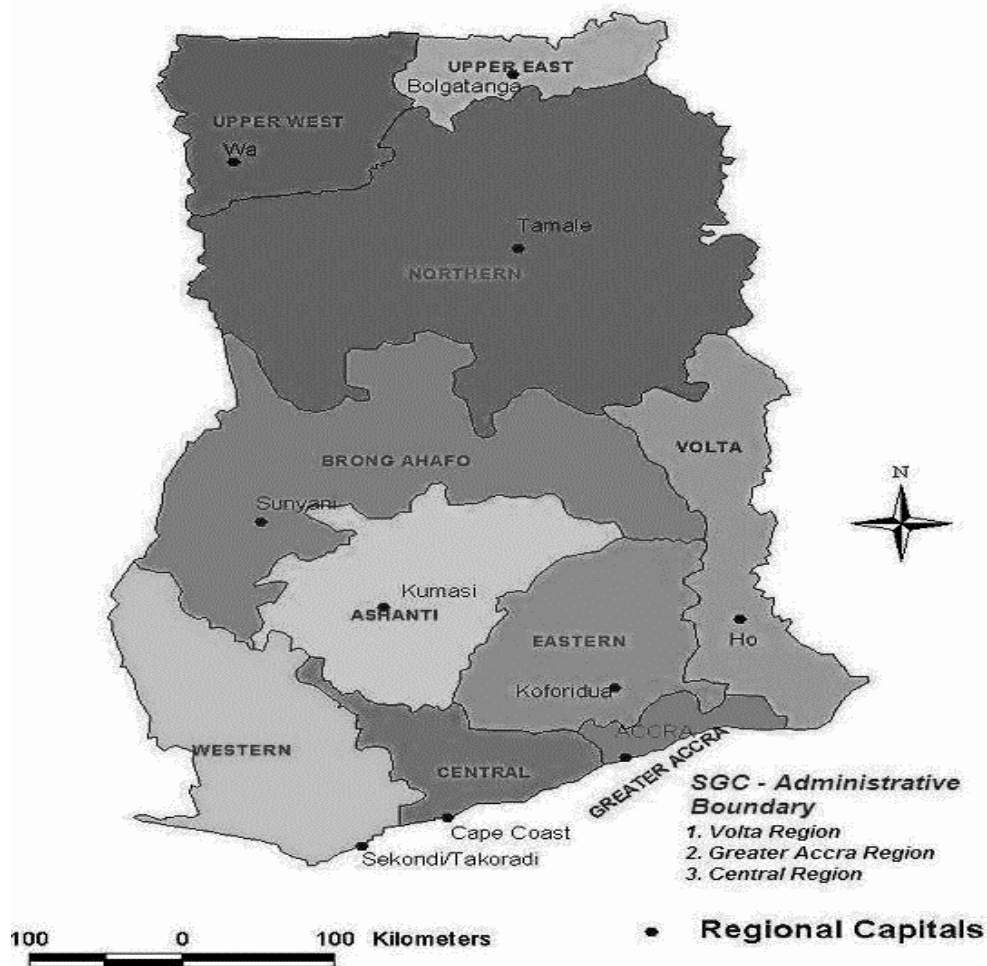 UPPER EAST
Bolgatanga
UPPER WEST
Wa
Tamale
NORTHERN
VOLTA
BRONG AHAFO
N
Sunyani
Kumasi
ASHANTI
EASTERN
Ho
Koforidua
ACCRA
WESTERN
CENTRAL
GREATER ACCRA
SGC - Administrative
Boundary
1. Volta Region
2. Greater Accra Region
3. Central Region
Cape Coast
Sekondi/Takoradi
Regional Capitals
100 0 100 Kilometers